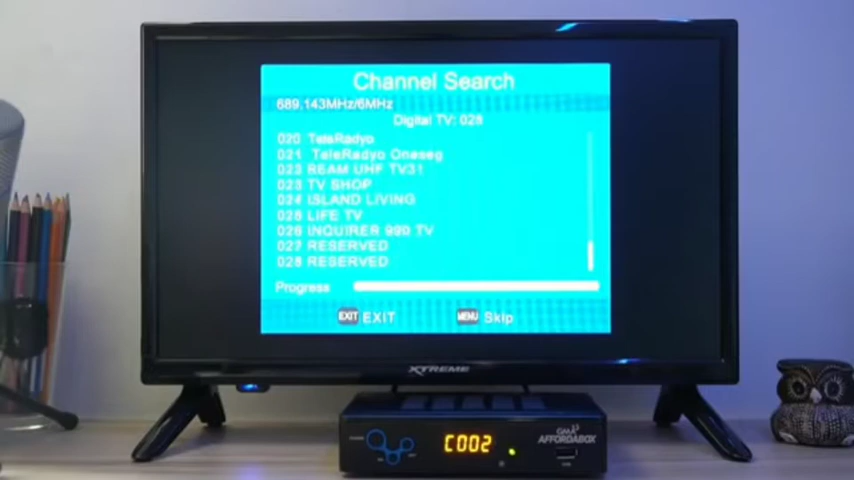 Channel Search
689,143MHz/6MHz
Digital TV: 028
020 TeleRadyo
021 TeleRadyo Oneseg
022 BEAM UHF TV31
023 TV SHOP
024 ISLAND LIVING
025 LIFE TV
026 INQUIRER 990 TV
027 RESERVED
028 RESERVED
Progress
EXIT EXIT
MENU Skip
XTREME
C002
GMA
AFFORDABOX